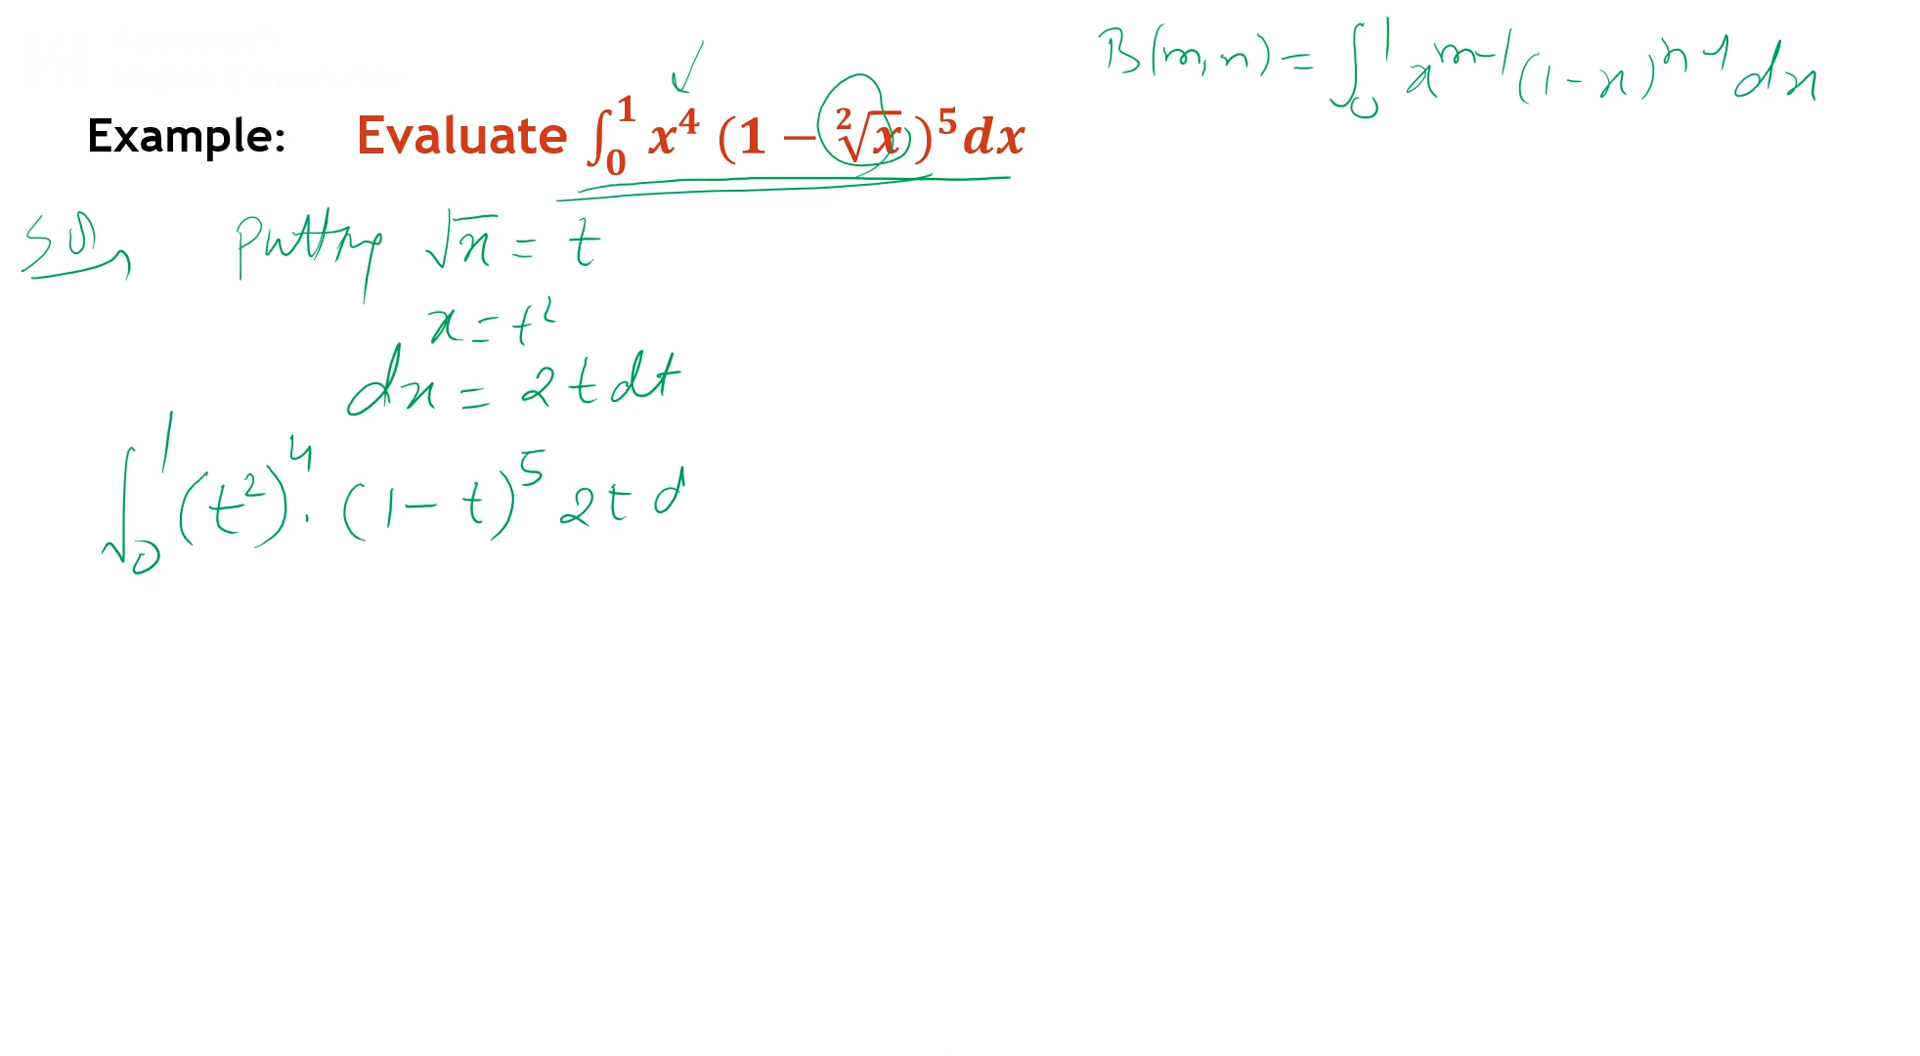 B(m,n) = ∫₀¹ x^{m-1} (1-x)^{n-1} dx
Example: Evaluate ∫₀¹ x⁴ (1 − ²√x)⁵ dx
Sol, Putting √x = t
x = t²
dx = 2t dt
∫₀¹ (t²)⁴ . (1-t)⁵ 2t d